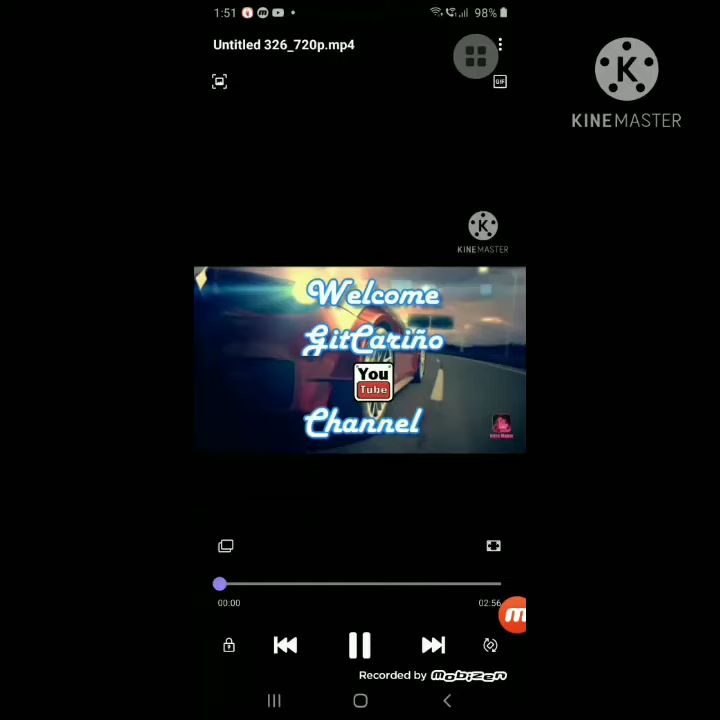 1:51
98%
Untitled 326_720p.mp4
GIF
KINEMASTER
KINEMASTER
Welcome
GitCariño
You
Tube
Channel
00:00
02:56
Recorded by Mobizen